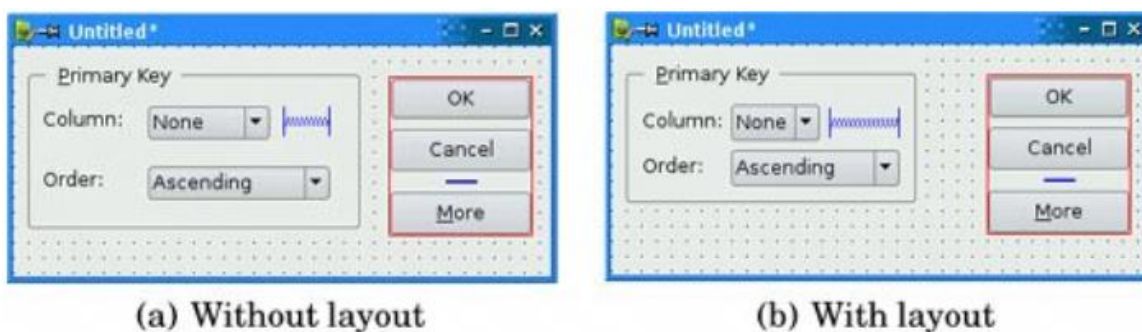 Untitled*
Primary Key
Column: None
Order: Ascending
OK
Cancel
More
(a) Without layout
Untitled*
Primary Key
Column: None
Order: Ascending
OK
Cancel
More
(b) With layout